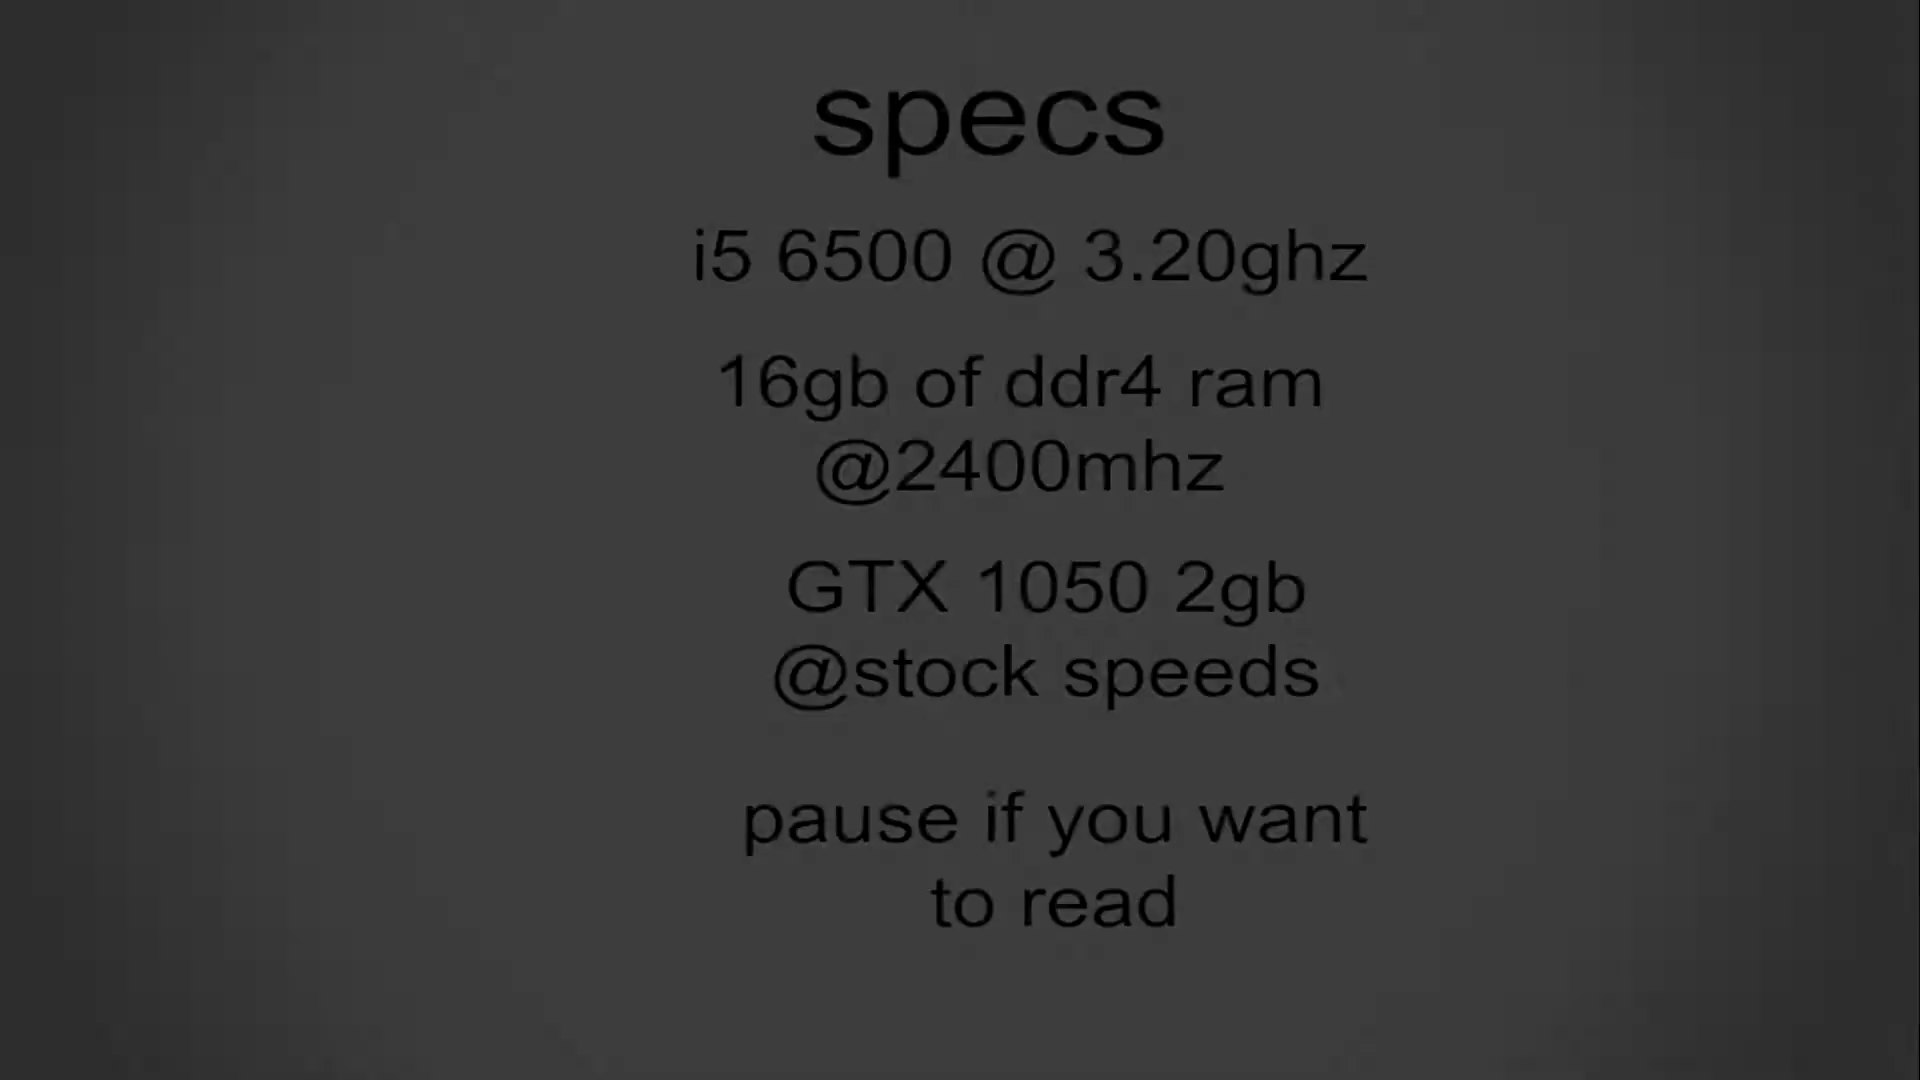 specs
i5 6500 @ 3.20ghz
16gb of ddr4 ram
@2400mhz
GTX 1050 2gb
@stock speeds
pause if you want
to read